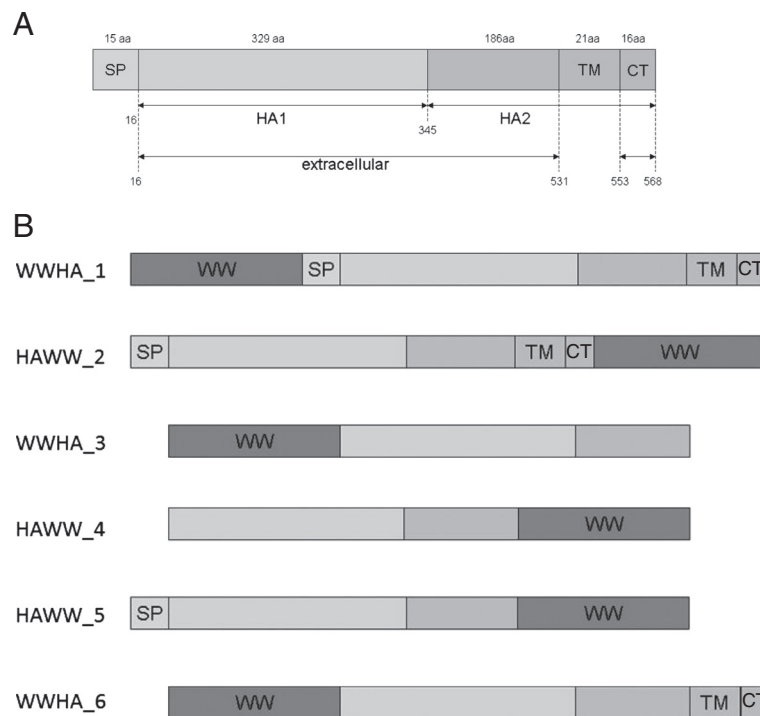 A
15 aa 329 aa 186aa 21aa 16aa
SP TM CT
HA1 HA2
16 345
extracellular
16 531 553 568
B
WWHA_1 WW SP TM CT
HAWW_2 SP TM CT WW
WWHA_3 WW
HAWW_4 WW
HAWW_5 SP WW
WWHA_6 WW TM CT